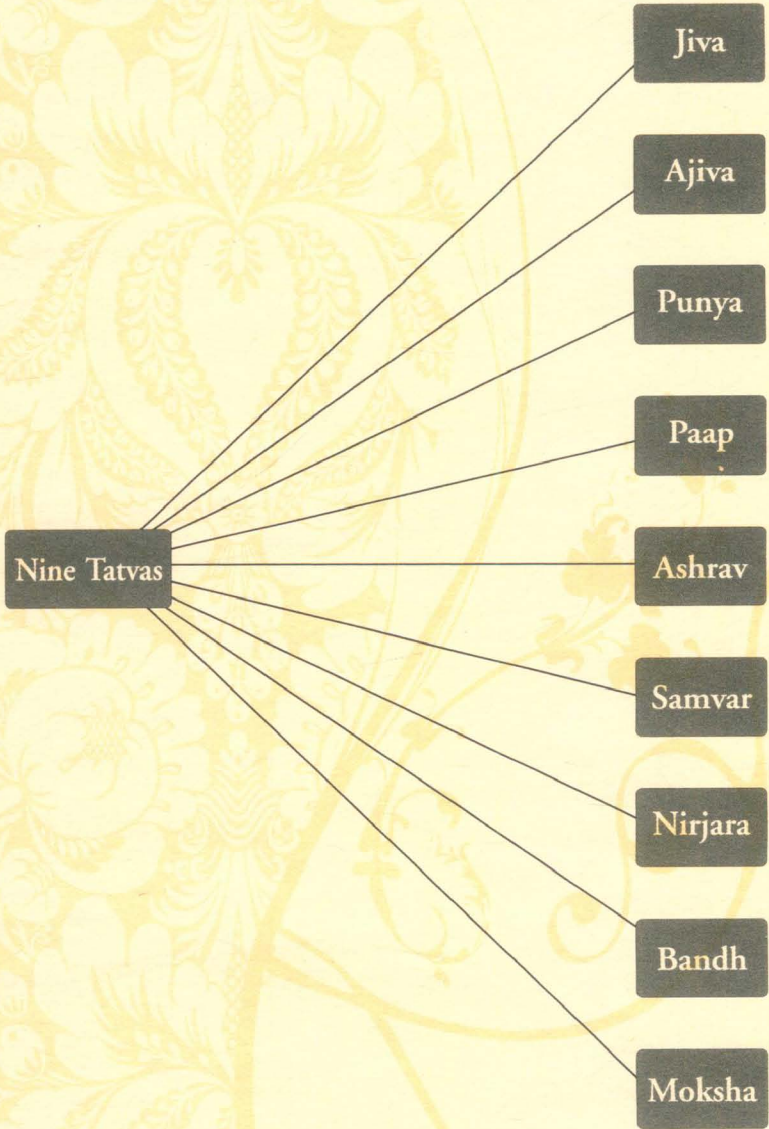 Jiva
Ajiva
Punya
Paap
Nine Tatvas
Ashrav
Samvar
Nirjara
Bandh
Moksha